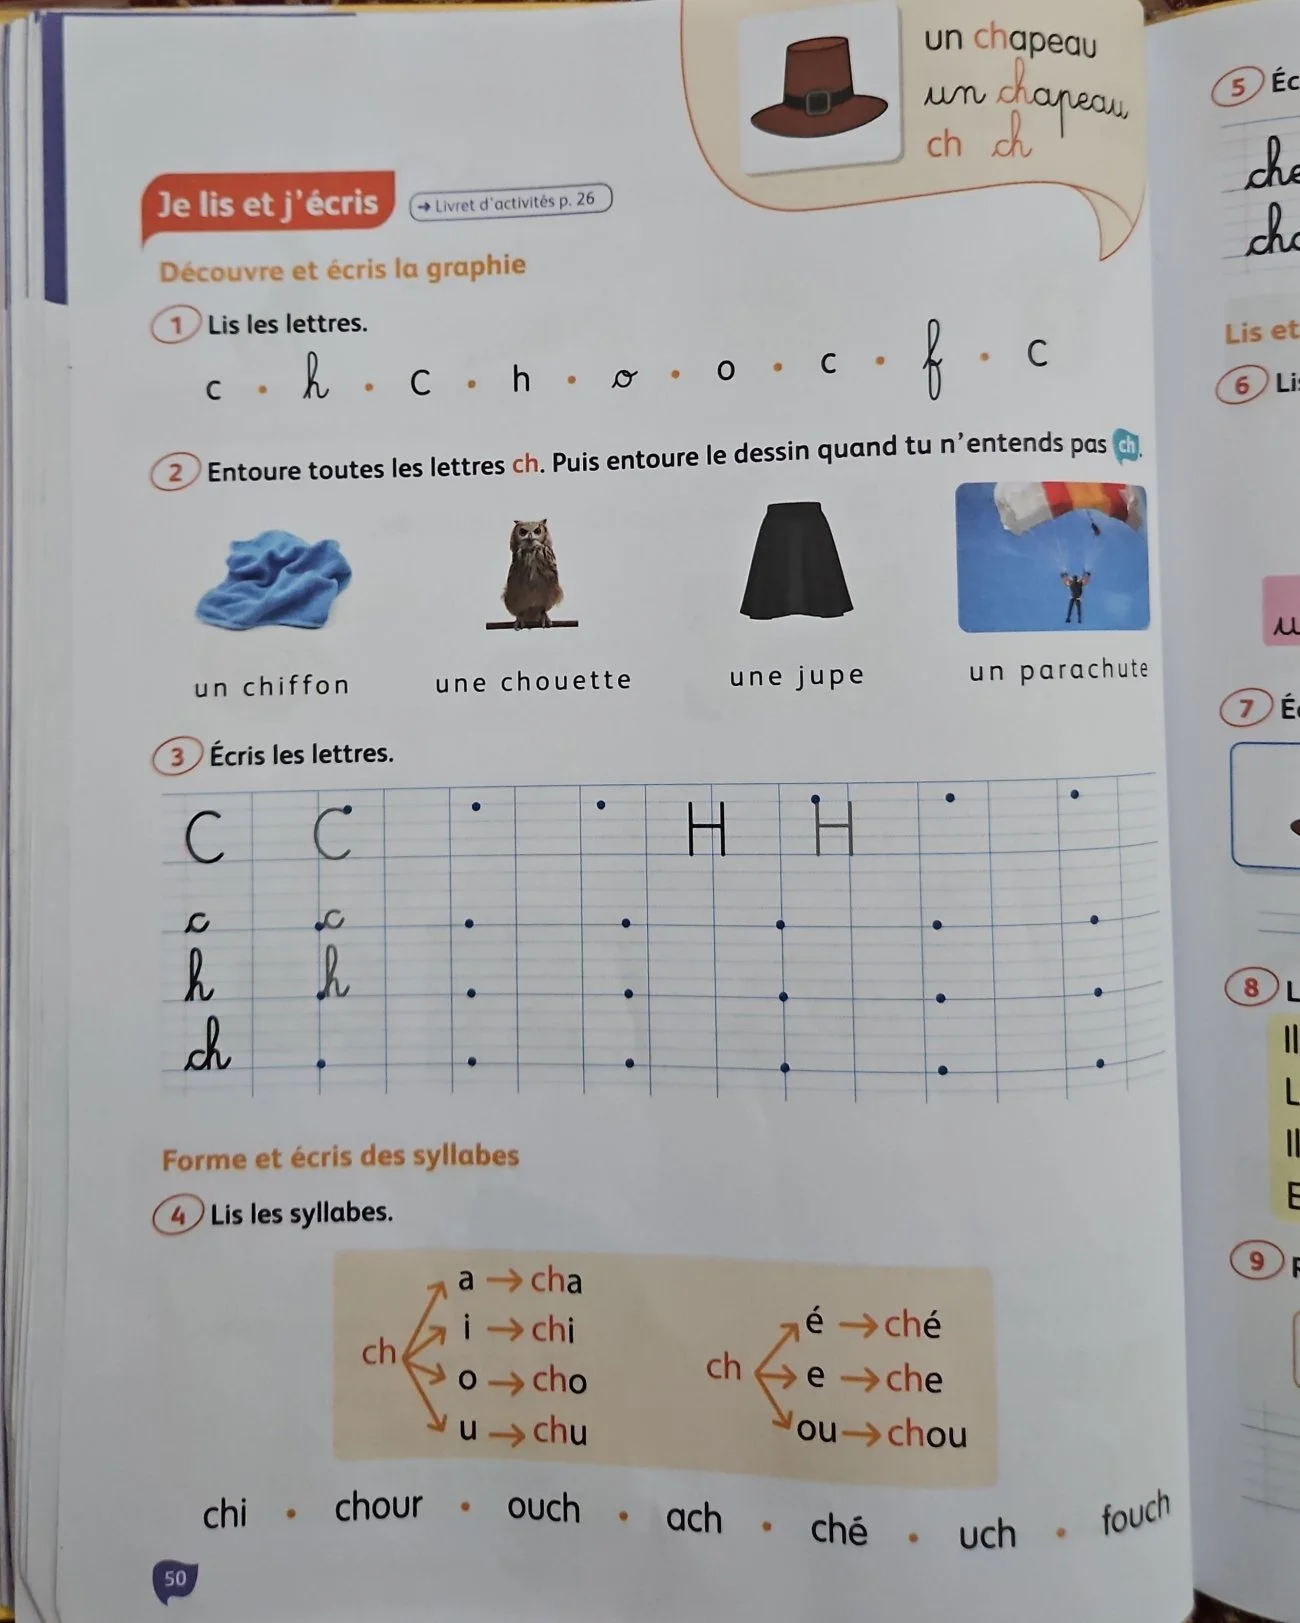 un chapeau
un chapeau
ch ch
Je lis et j'écris
→ Livret d'activités p. 26
Découvre et écris la graphie
1 Lis les lettres.
c • h • C • h • o • o • c • f • C
2 Entoure toutes les lettres ch. Puis entoure le dessin quand tu n'entends pas ch.
un chiffon
une chouette
une jupe
un parachute
3 Écris les lettres.
C C H H
c c
h h
ch
Forme et écris des syllabes
4 Lis les syllabes.
ch
a → cha
i → chi
o → cho
u → chu
ch
é → ché
e → che
ou → chou
chi • chour • ouch • ach • ché • uch • fouch
50
5
6
7
8
9